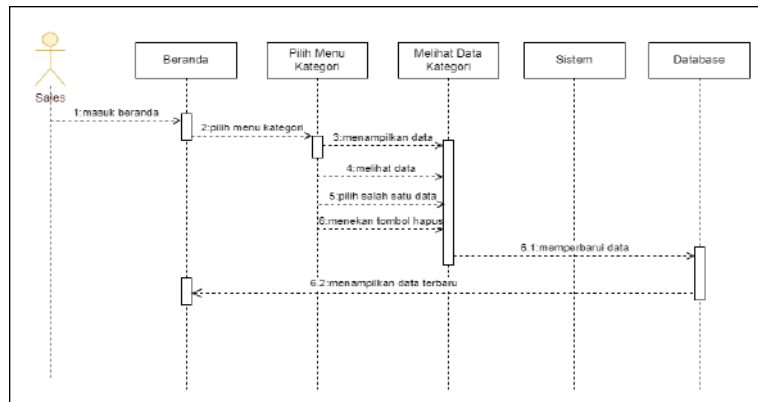 Beranda
Pilih Menu
Kategori
Melihat Data
Kategori
Sistem
Database
Sales
1:masuk beranda
2:pilih menu kategori
3:menampilkan data
4:melihat data
5:pilih salah satu data
6:menekan tombol hapus
6.1:memperbarui data
6.2:menampilkan data terbaru